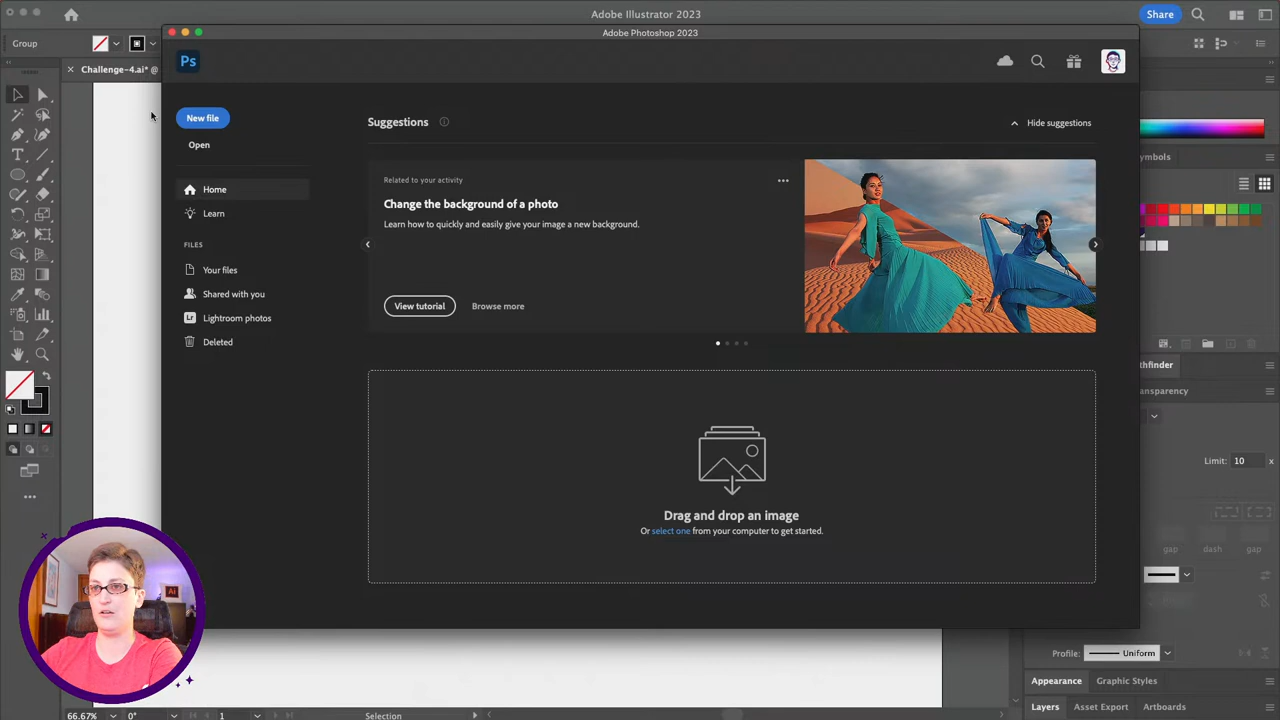 Adobe Illustrator 2023
Share
Adobe Photoshop 2023
Group
Challenge-4.ai* @
Ps
New file
Open
Home
Learn
FILES
Your files
Shared with you
Lr Lightroom photos
Deleted
Suggestions
Hide suggestions
Related to your activity
Change the background of a photo
Learn how to quickly and easily give your image a new background.
View tutorial
Browse more
Drag and drop an image
Or select one from your computer to get started.
ymbols
thfinder
ansparency
Limit: 10 x
gap dash gap
Profile: Uniform
Appearance Graphic Styles
Layers Asset Export Artboards
Ai
66.67% 0° 1 Selection